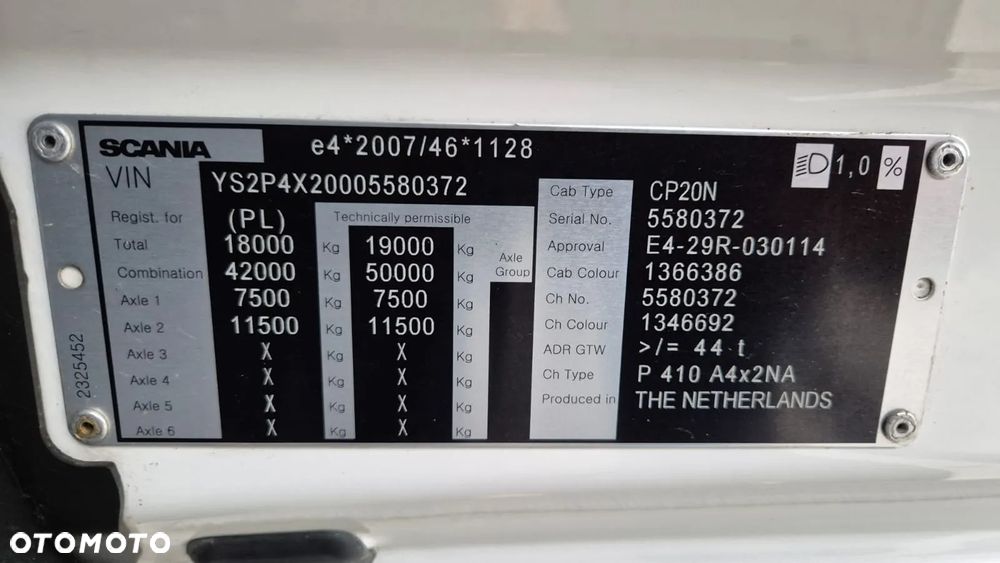 SCANIA e4*2007/46*1128
VIN YS2P4X20005580372
1,0 %
Regist. for (PL) Technically permissible
Total 18000 Kg 19000 Kg Axle Group
Combination 42000 Kg 50000 Kg
Axle 1 7500 Kg 7500 Kg
Axle 2 11500 Kg 11500 Kg
Axle 3 X Kg X Kg
Axle 4 X Kg X Kg
Axle 5 X Kg X Kg
Axle 6 X Kg X Kg
Cab Type CP20N
Serial No. 5580372
Approval E4-29R-030114
Cab Colour 1366386
Ch No. 5580372
Ch Colour 1346692
ADR GTW >/= 44 t
Ch Type P 410 A4x2NA
Produced in THE NETHERLANDS
2325452
OTOMOTO